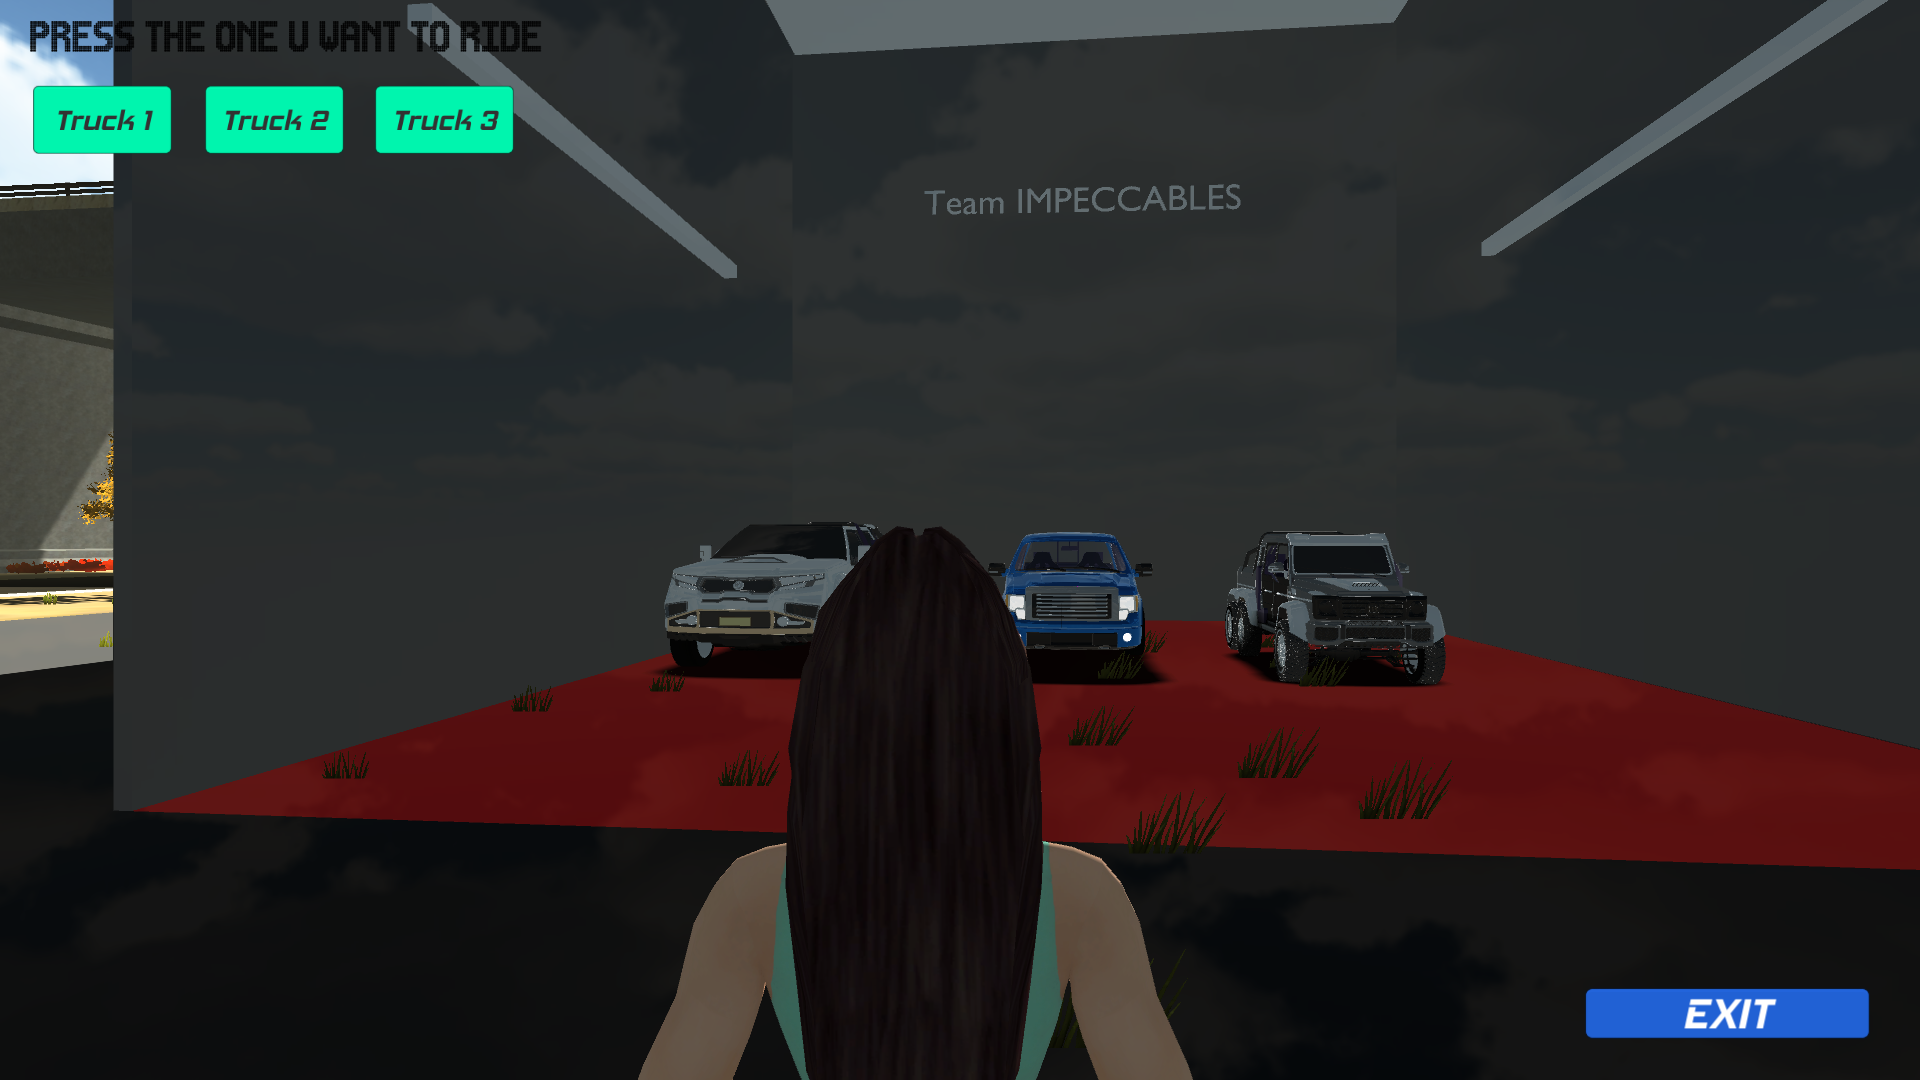 PRESS THE ONE U WANT TO RIDE
Truck 1
Truck 2
Truck 3
Team IMPECCABLES
EXIT